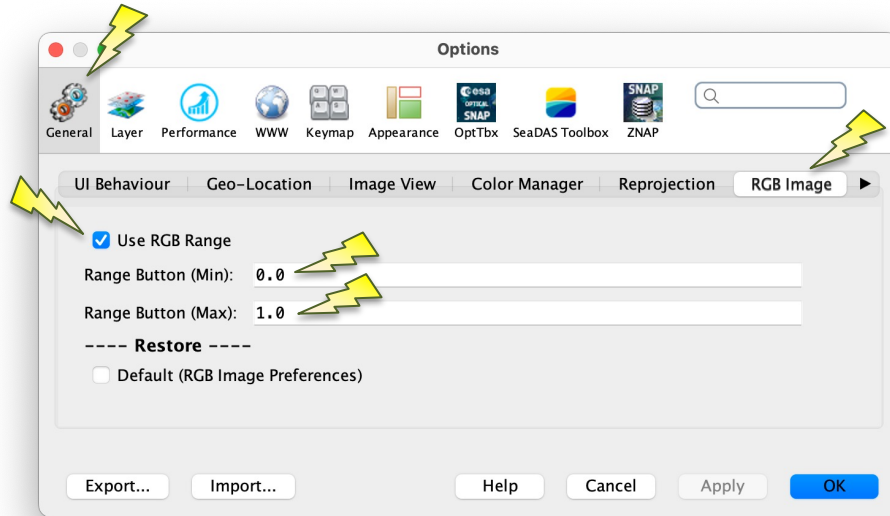 Options
esa
OPTICAL
SNAP
SNAP
General Layer Performance WWW Keymap Appearance OptTbx SeaDAS Toolbox ZNAP
UI Behaviour Geo-Location Image View Color Manager Reprojection RGB Image
Use RGB Range
Range Button (Min): 0.0
Range Button (Max): 1.0
---- Restore ----
Default (RGB Image Preferences)
Export... Import... Help Cancel Apply OK